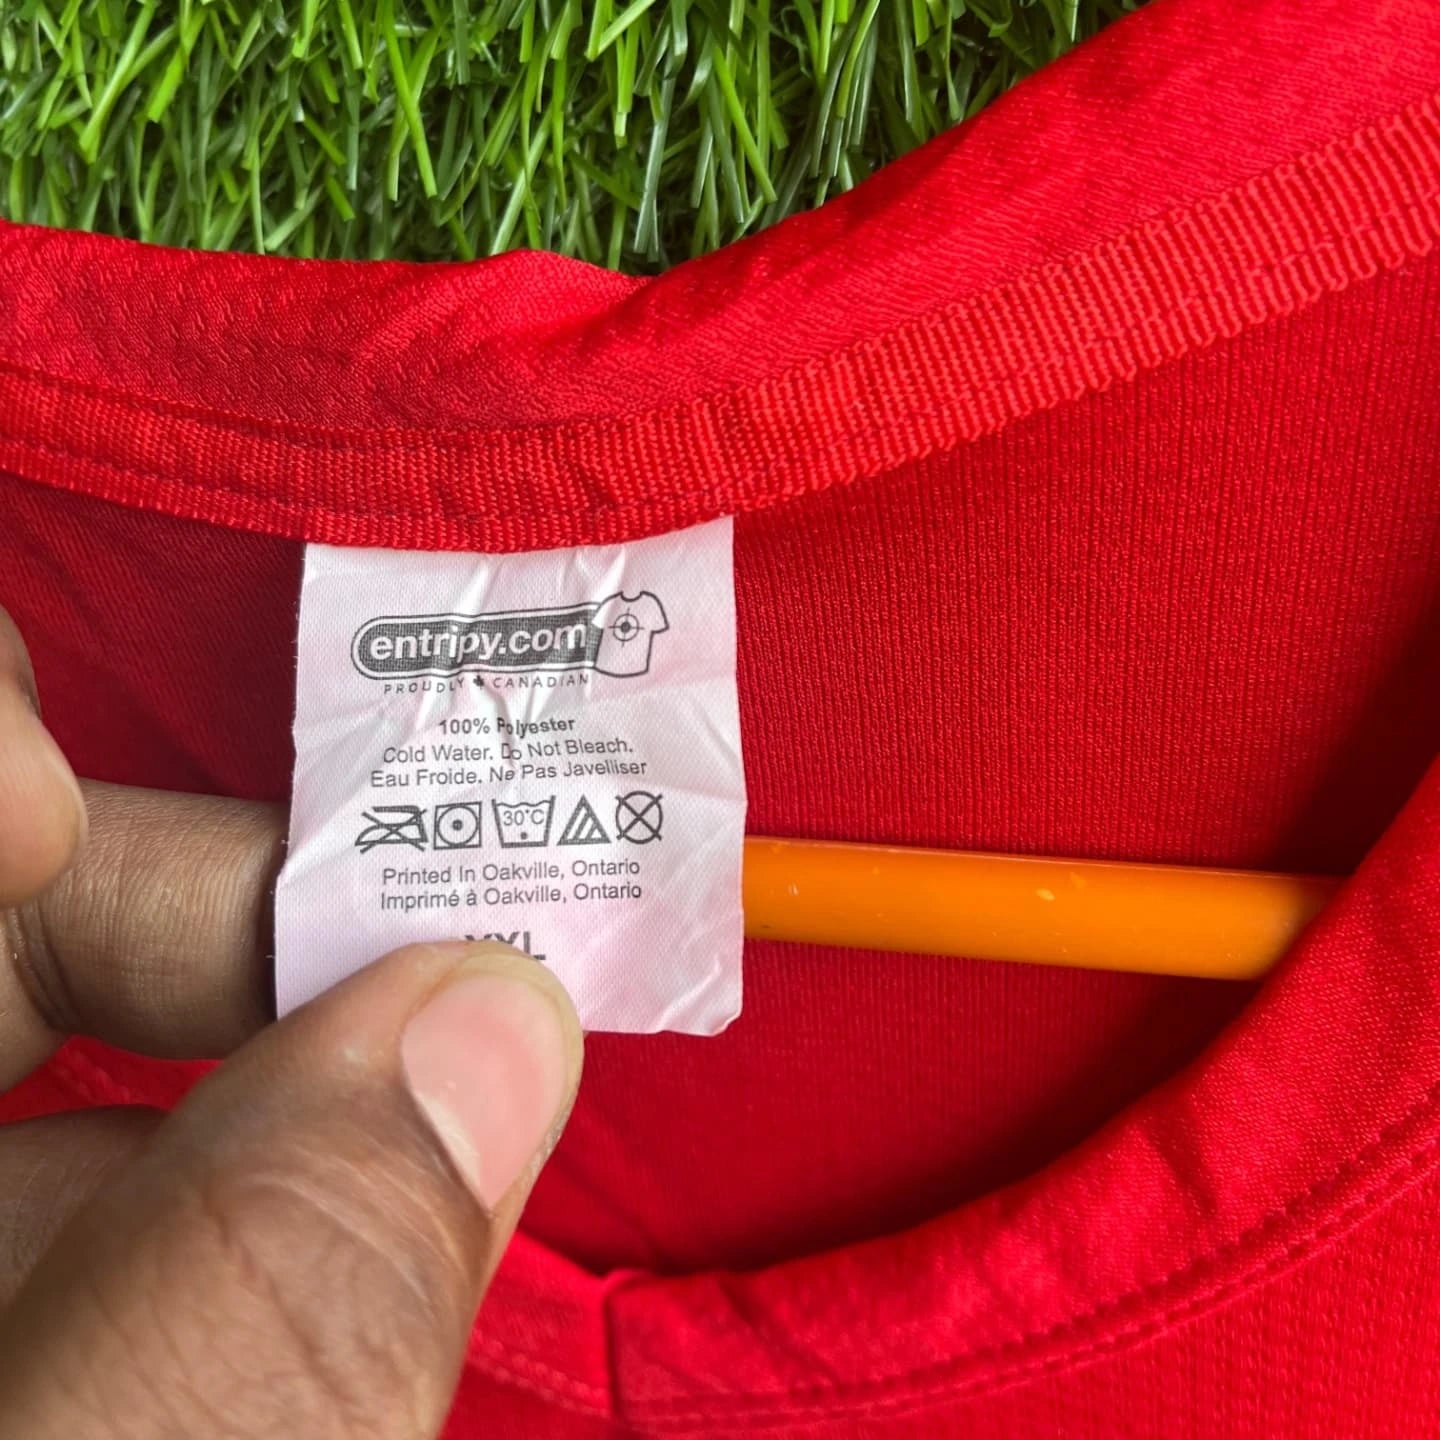 entripy.com
PROUDLY CANADIAN
100% Polyester
Cold Water. Do Not Bleach.
Eau Froide. Ne Pas Javelliser
30°C
Printed In Oakville, Ontario
Imprimé à Oakville, Ontario
XXL